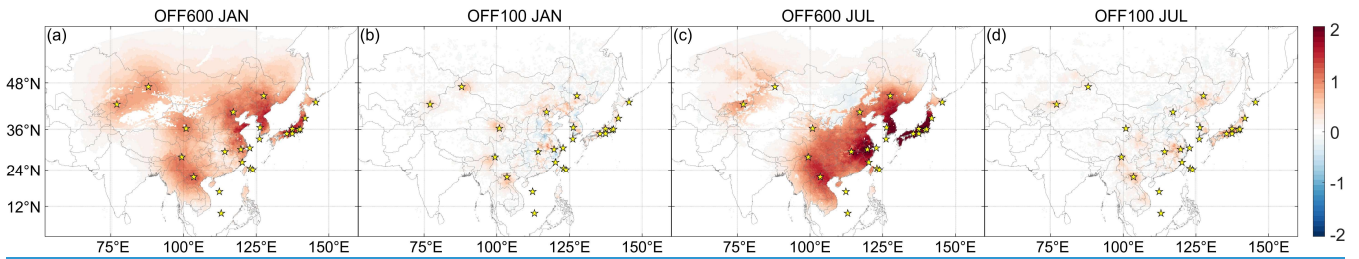 OFF600 JAN OFF100 JAN OFF600 JUL OFF100 JUL
(a) (b) (c) (d)
48°N
36°N
24°N
12°N
75°E 100°E 125°E 150°E 75°E 100°E 125°E 150°E 75°E 100°E 125°E 150°E 75°E 100°E 125°E 150°E
2
1
0
-1
-2